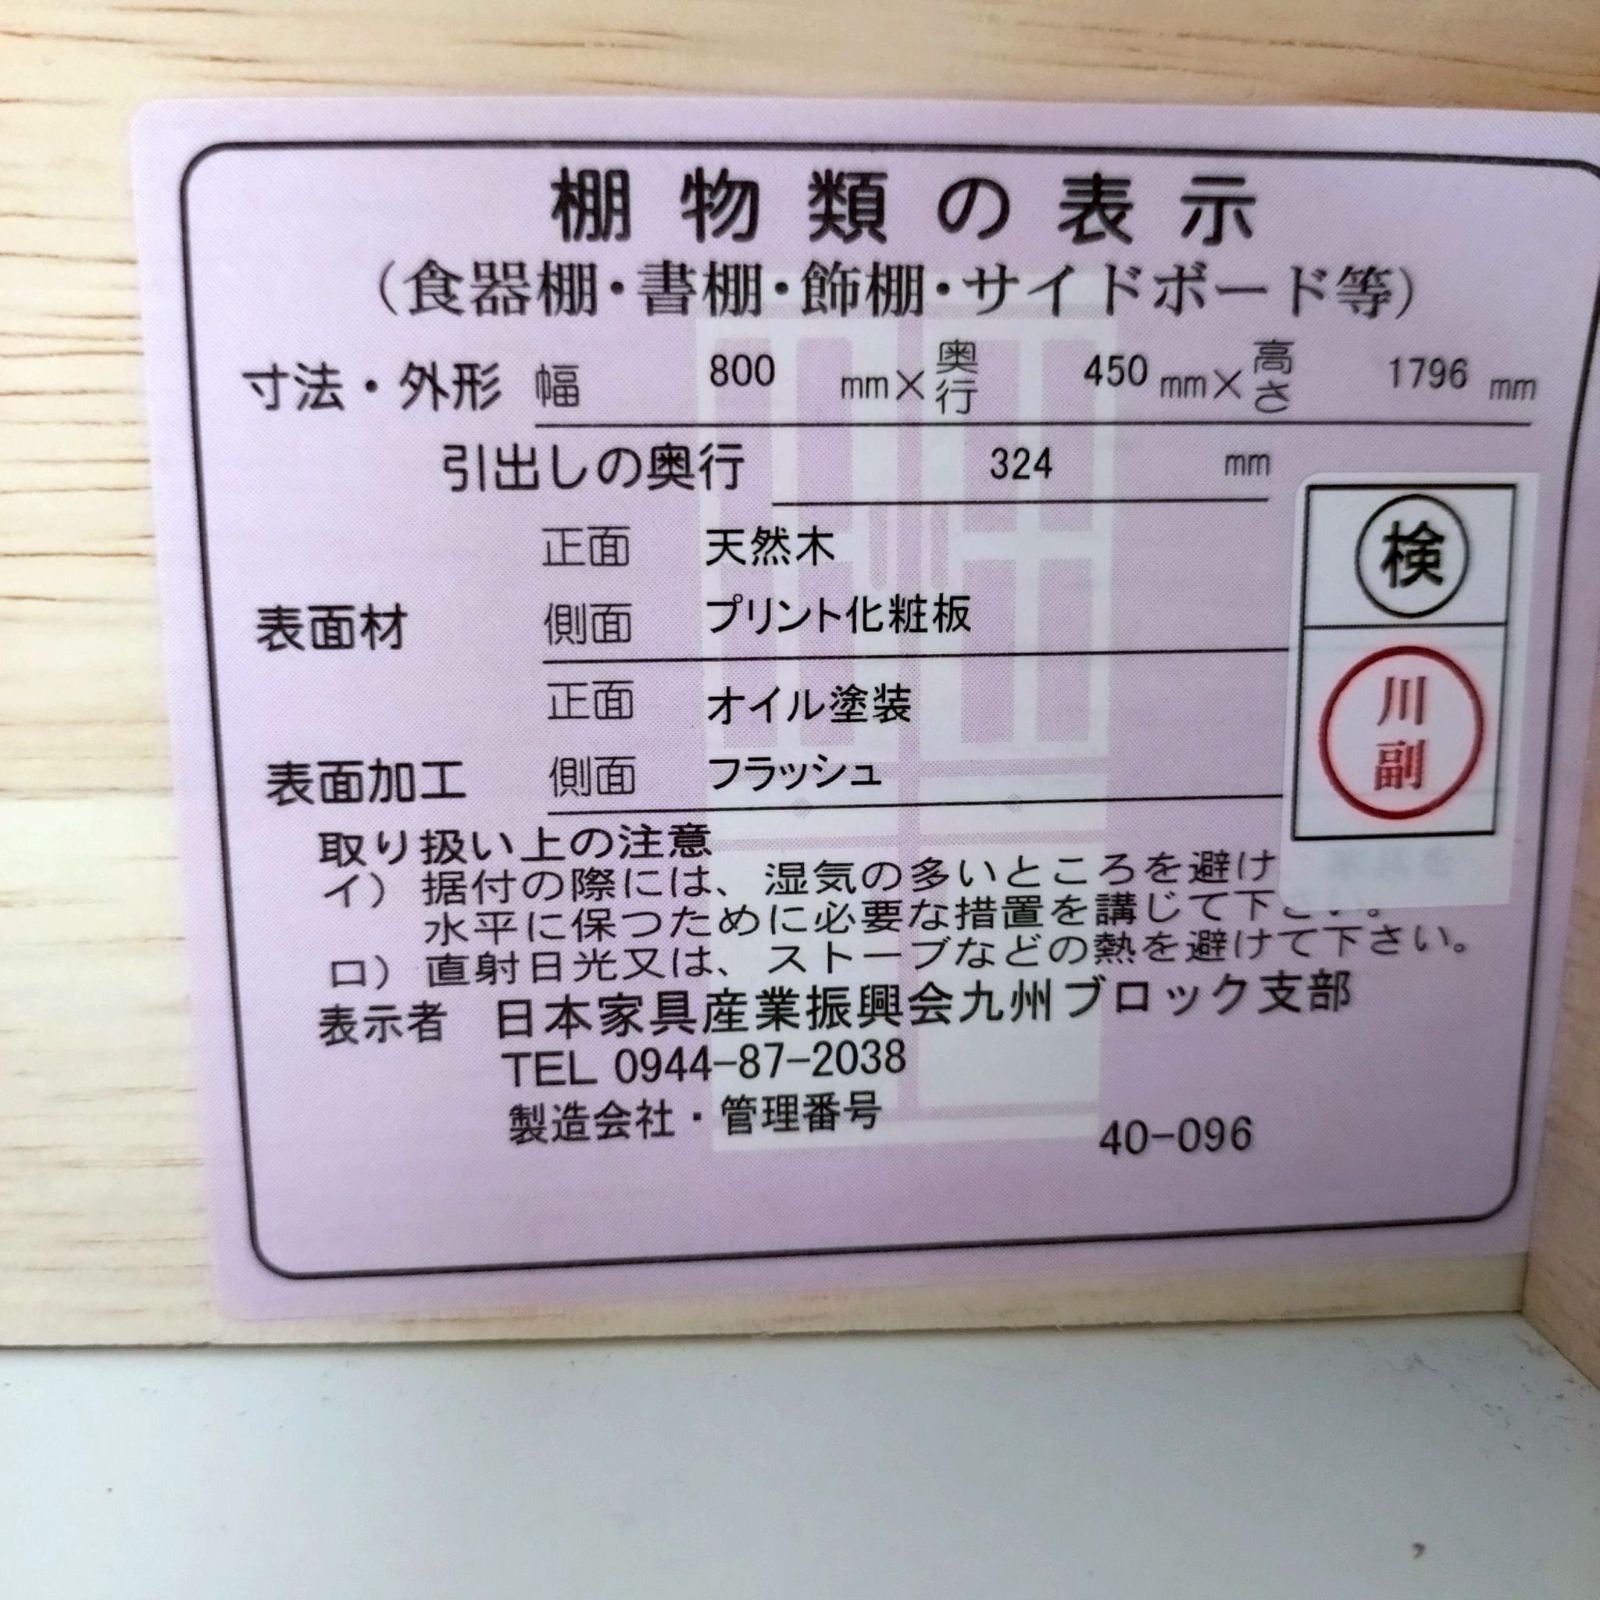 棚物類の表示
（食器棚・書棚・飾棚・サイドボード等）
寸法・外形 幅 800 mm×奥行 450 mm×高さ 1796 mm
引出しの奥行 324 mm
表面材 正面 天然木
側面 プリント化粧板
表面加工 正面 オイル塗装
側面 フラッシュ
検
川副
取り扱い上の注意
イ） 据付の際には、湿気の多いところを避け
水平に保つために必要な措置を講じて下さい。
ロ） 直射日光又は、ストーブなどの熱を避けて下さい。
表示者 日本家具産業振興会九州ブロック支部
TEL 0944-87-2038
製造会社・管理番号 40-096